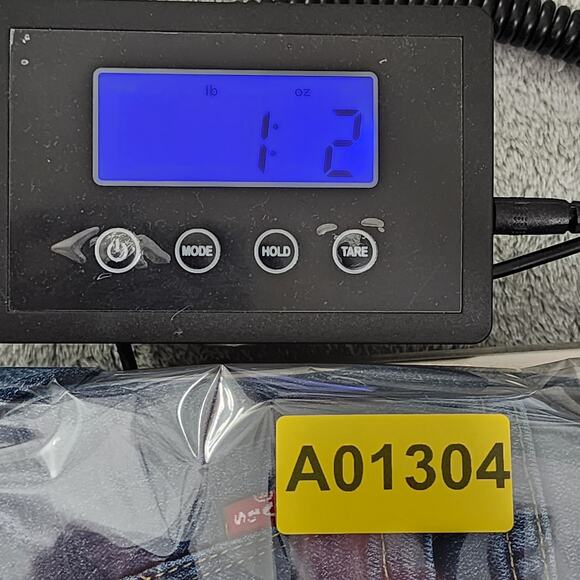 lb oz
1: 2
MODE HOLD TARE
A01304